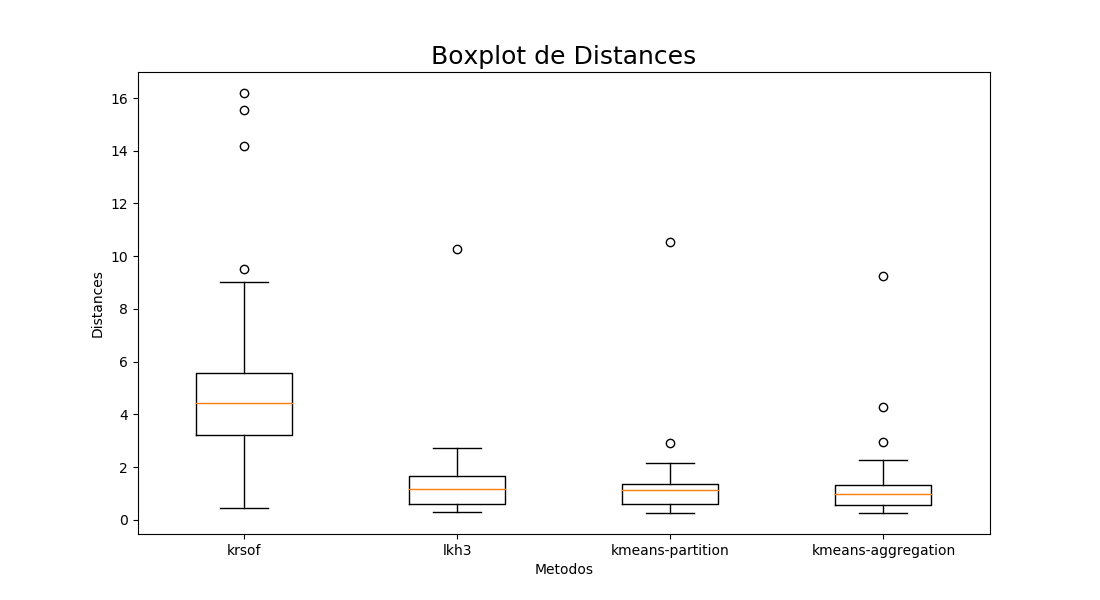 Boxplot de Distances
16
14
12
10
8
6
4
2
0
Distances
krsof
lkh3
kmeans-partition
kmeans-aggregation
Metodos